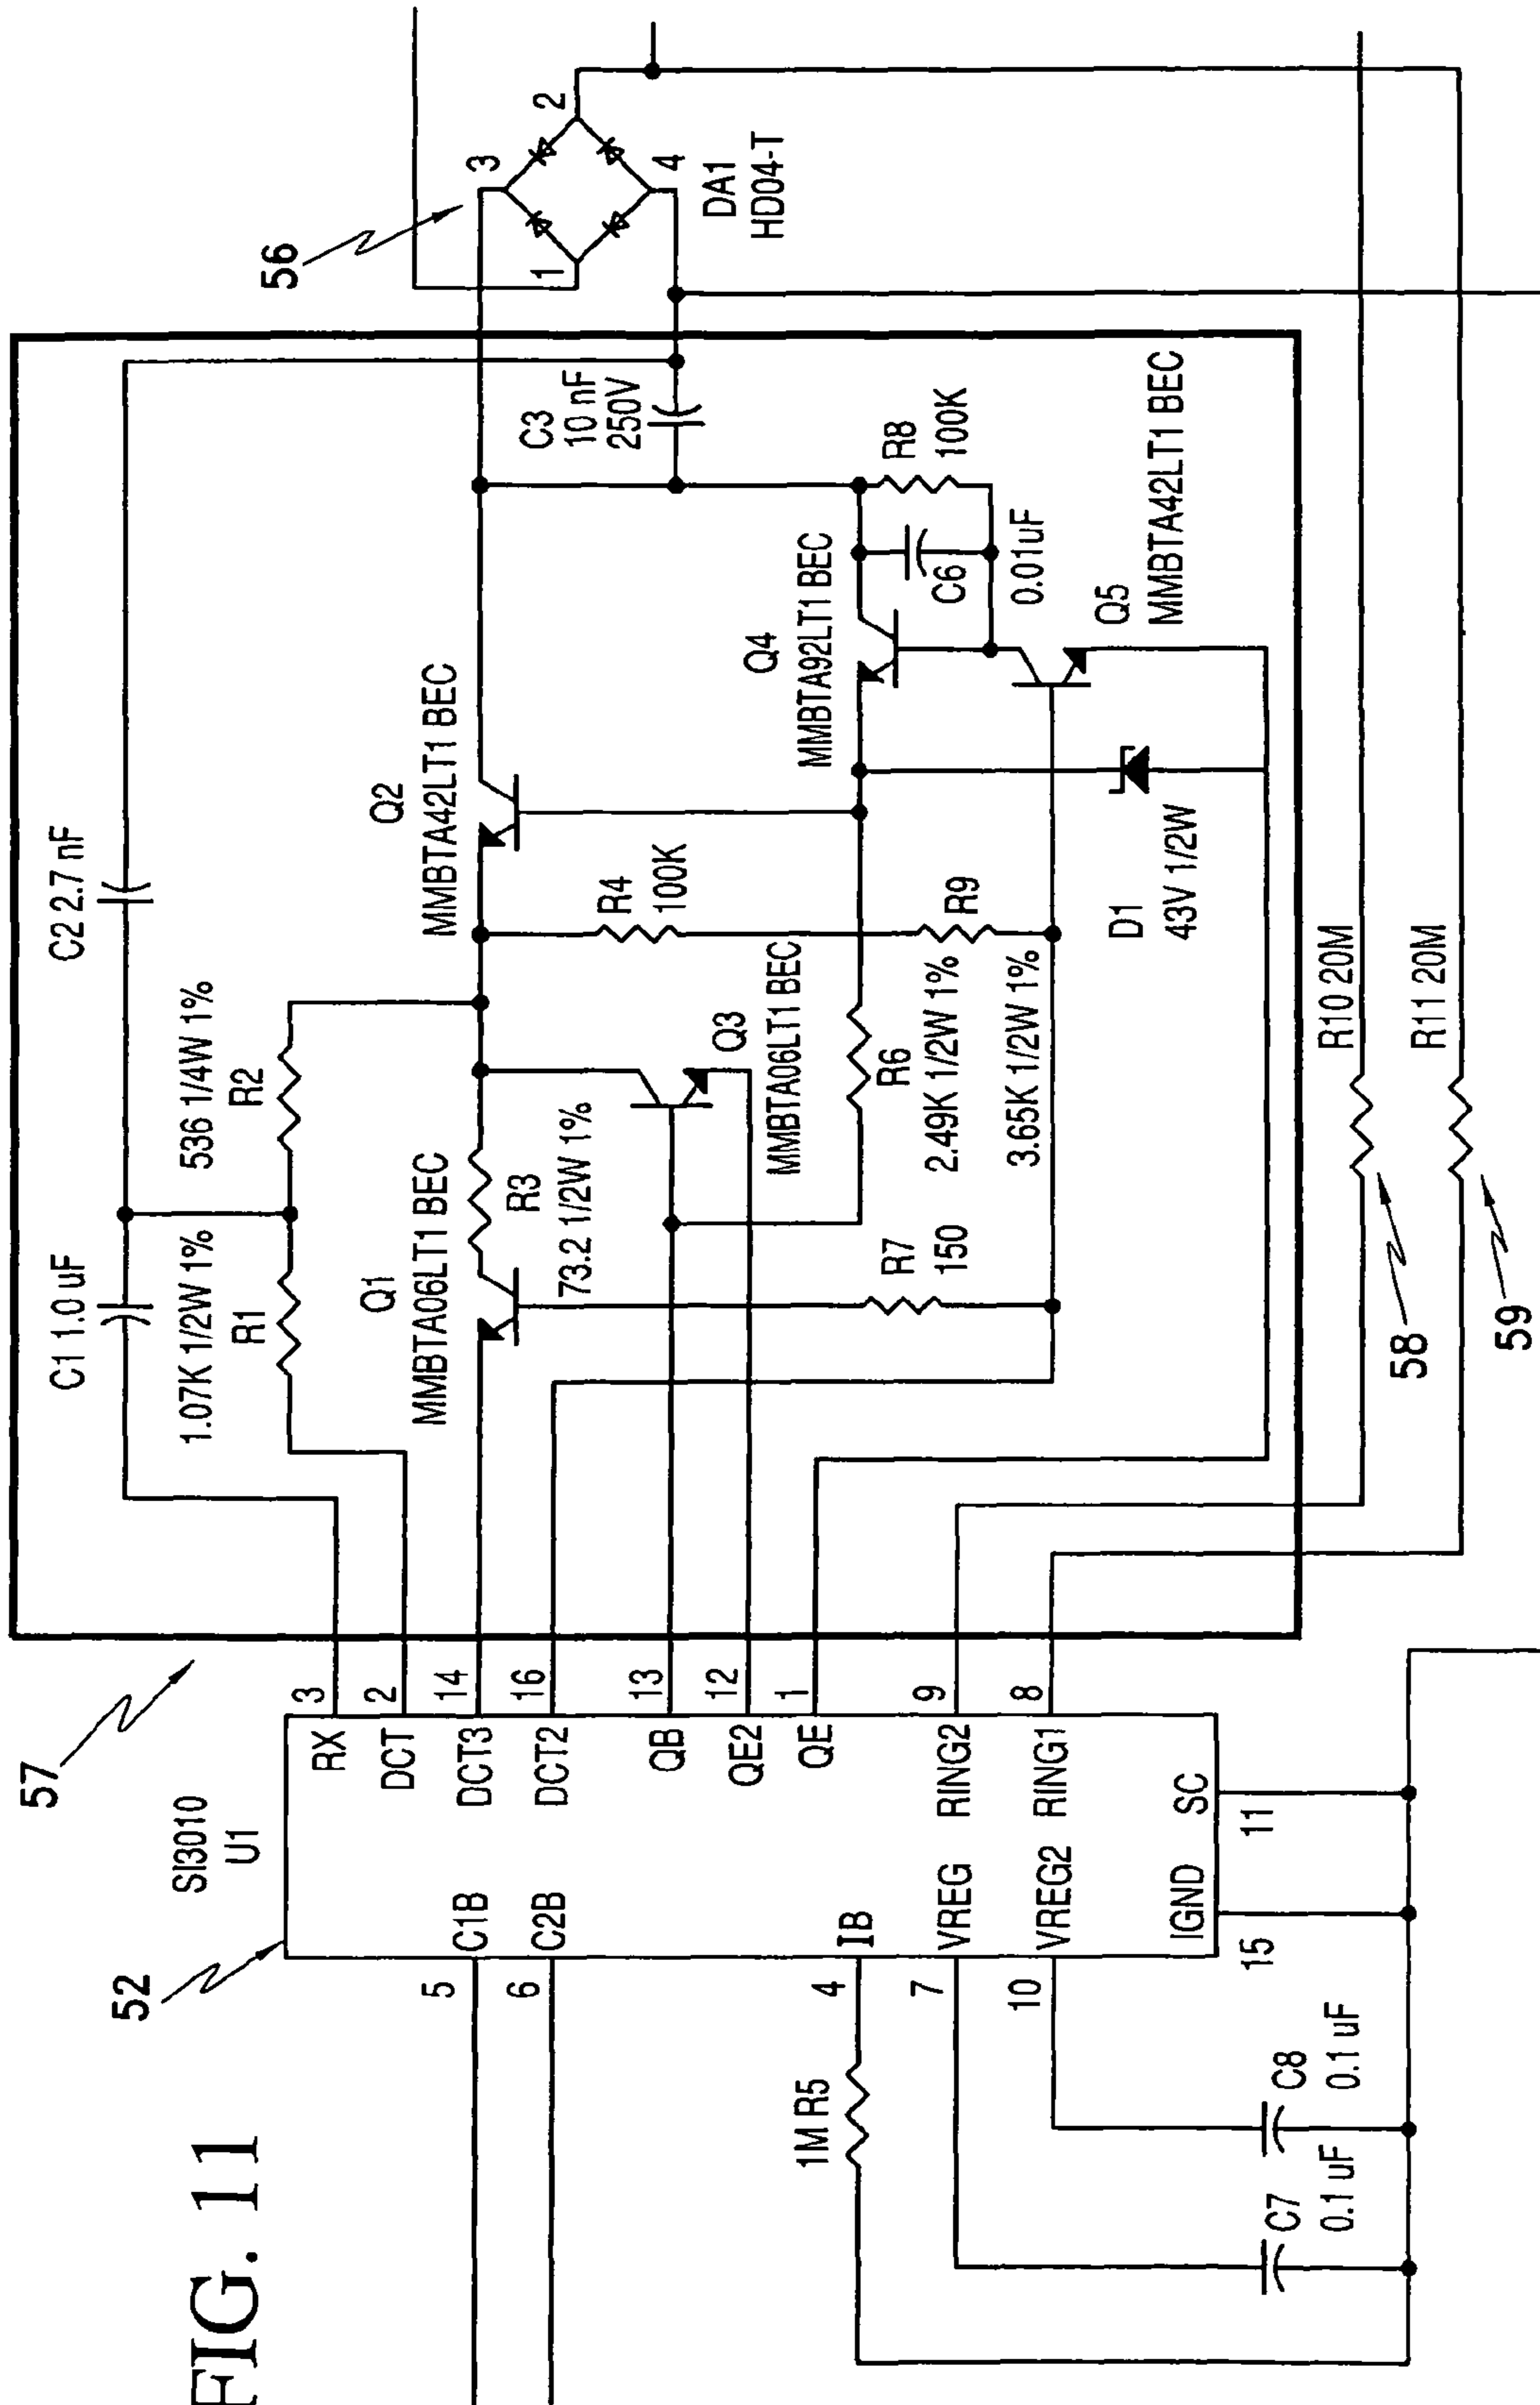 FIG. 11
52
SI3010
U1
57
56
C1B
C2B
IB
VREG
VREG2
IGND
SC
RX
DCT
DCT3
DCT2
QB
QE2
QE
RING2
RING1
5
6
4
7
10
15
11
3
2
14
16
13
12
1
9
8
1M R5
C7
0.1 uF
C8
0.1 uF
C1 1.0 uF
C2 2.7 nF
1.07K 1/2W 1%
R1
536 1/4W 1%
R2
Q1
MMBTA06LT1 BEC
R3
73.2 1/2W 1%
Q2
MMBTA42LT1 BEC
R4
100K
Q3
MMBTA06LT1 BEC
R6
2.49K 1/2W 1%
R9
3.65K 1/2W 1%
R7
150
Q4
MMBTA92LT1 BEC
C3
10 nF
250V
R8
100K
C6
0.01uF
Q5
MMBTA42LT1 BEC
D1
43V 1/2W
R10 20M
R11 20M
58
59
1
2
3
4
DA1
HD04-T